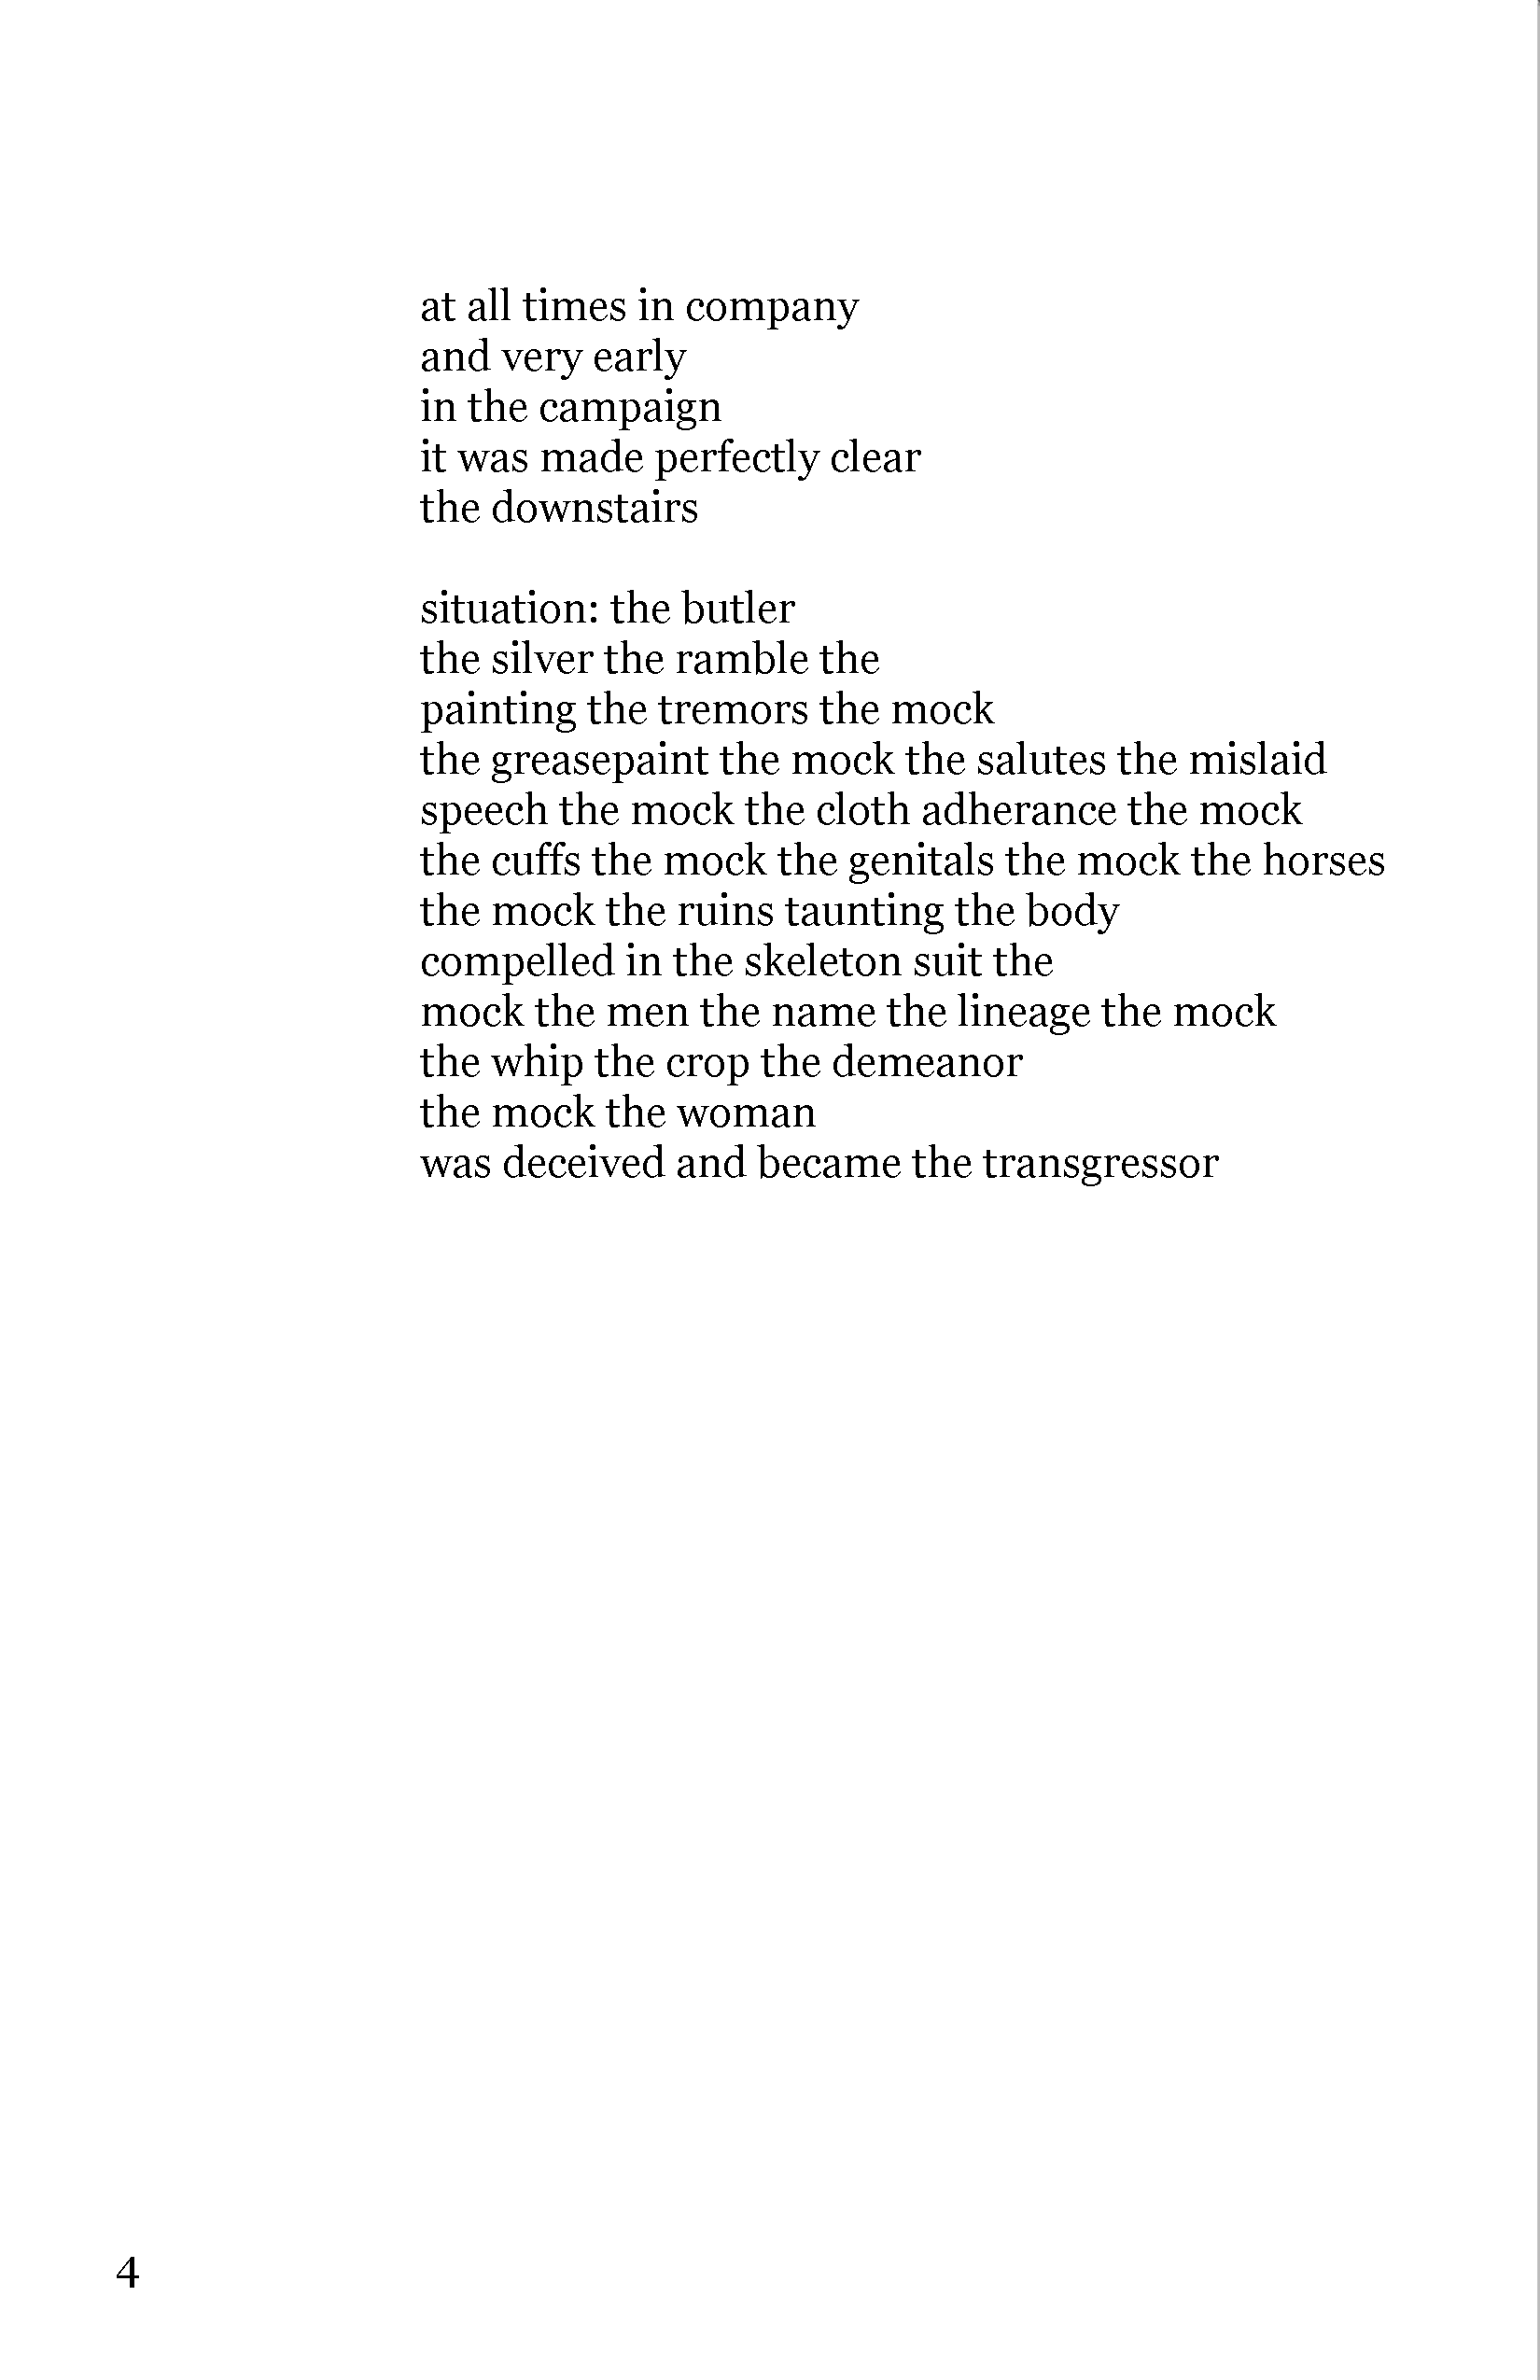 at all times in company
and very early
in the campaign
it was made perfectly clear
the downstairs

situation: the butler
the silver the ramble the
painting the tremors the mock
the greasepaint the mock the salutes the mislaid
speech the mock the cloth adherance the mock
the cuffs the mock the genitals the mock the horses
the mock the ruins taunting the body
compelled in the skeleton suit the
mock the men the name the lineage the mock
the whip the crop the demeanor
the mock the woman
was deceived and became the transgressor

4